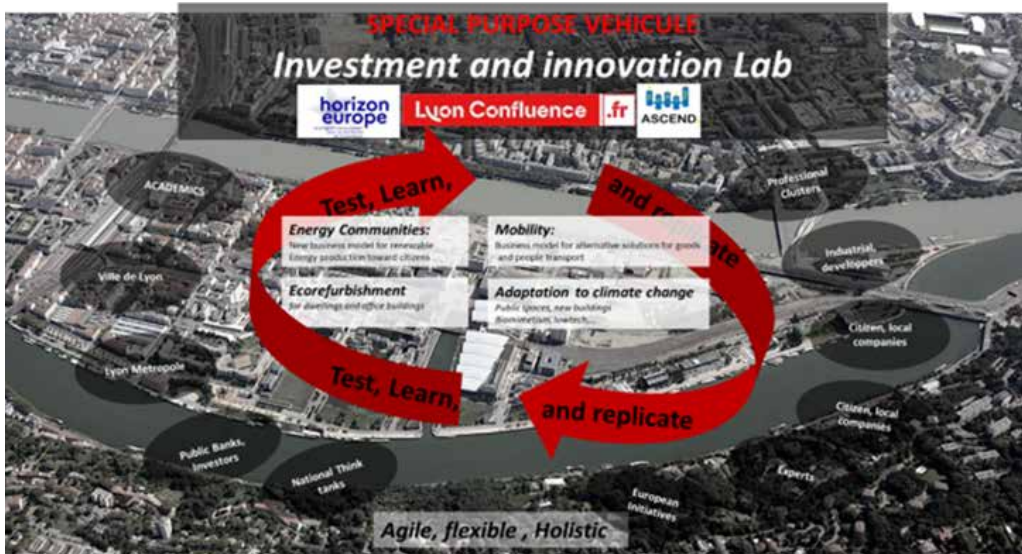 SPECIAL PURPOSE VEHICULE
Investment and innovation Lab
horizon
europe
Lyon Confluence .fr
ASCEND
ACADEMICS
Test, Learn,
and replicate
Professional
Clusters
Energy Communities:
New business model for renewable
Energy production toward citizens
Mobility:
Business model for alternative solutions for goods
and people transport
Ville de Lyon
Industrial,
developpers
Ecorefurbishment
for dwellings and office buildings
Adaptation to climate change
Public spaces, new buildings
Biomimetism, lowtech,...
Citizen, local
companies
Lyon Metropole
Test, Learn,
and replicate
Citizen, local
companies
Public Banks,
Investors
National Think
tanks
Experts
European
Initiatives
Agile, flexible , Holistic